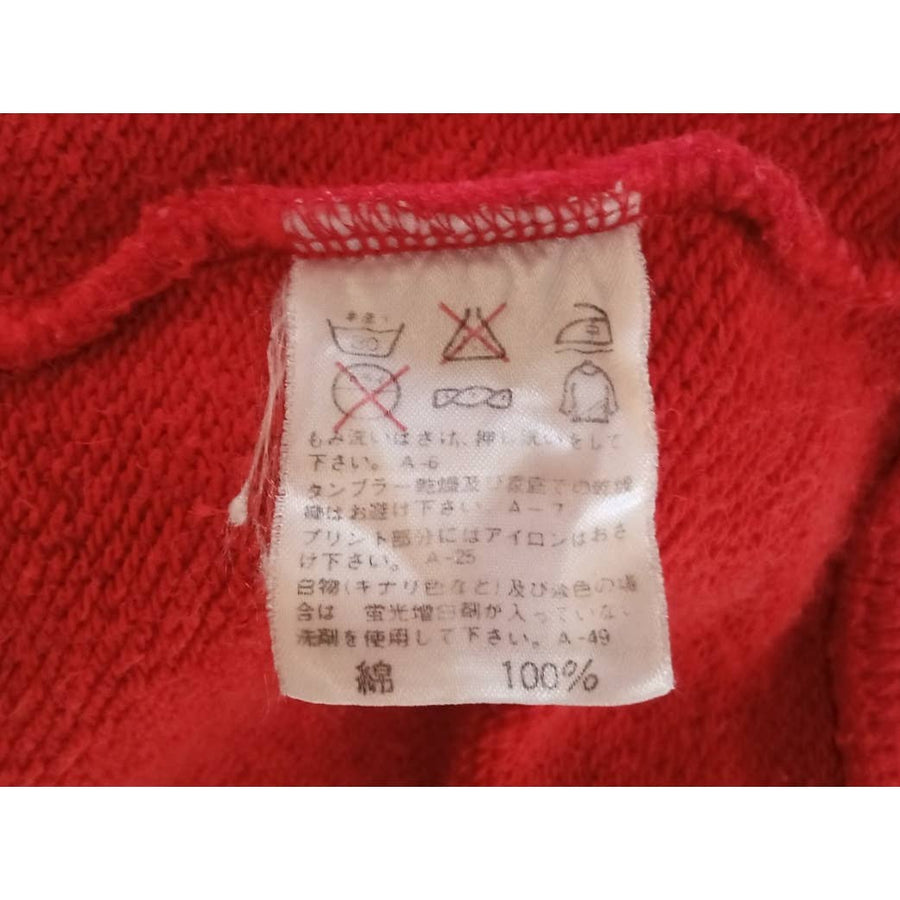 もみ洗いはさけ、押し洗いをして
下さい。 A-6
タンブラー乾燥及び家庭での乾燥
機はお避け下さい。 A-7
プリント部分にはアイロンはおさ
け下さい。 A-25
白物(キナリ色など)及び淡色の場
合は 蛍光増白剤が入っていない
洗剤を使用して下さい。A-49
綿 100%